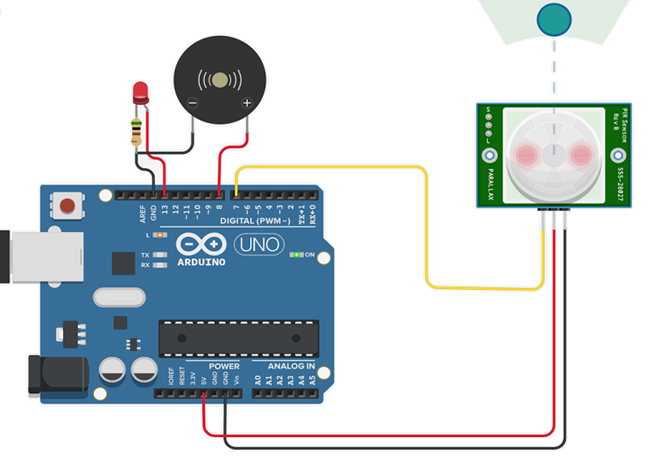 PIR Sensor
Rev B
555-28027
PARALLAX
S
L
−
+
AREF
GND
13
12
~11
~10
~9
8
7
~6
~5
4
~3
2
TX→1
RX←0
DIGITAL (PWM~)
L
TX
RX
UNO
ARDUINO
ON
POWER
ANALOG IN
IOREF
RESET
3.3V
5V
GND
GND
Vin
A0
A1
A2
A3
A4
A5